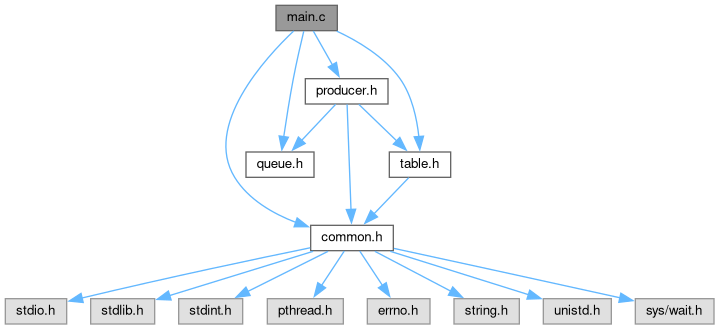 main.c
producer.h
queue.h
table.h
common.h
stdio.h
stdlib.h
stdint.h
pthread.h
errno.h
string.h
unistd.h
sys/wait.h